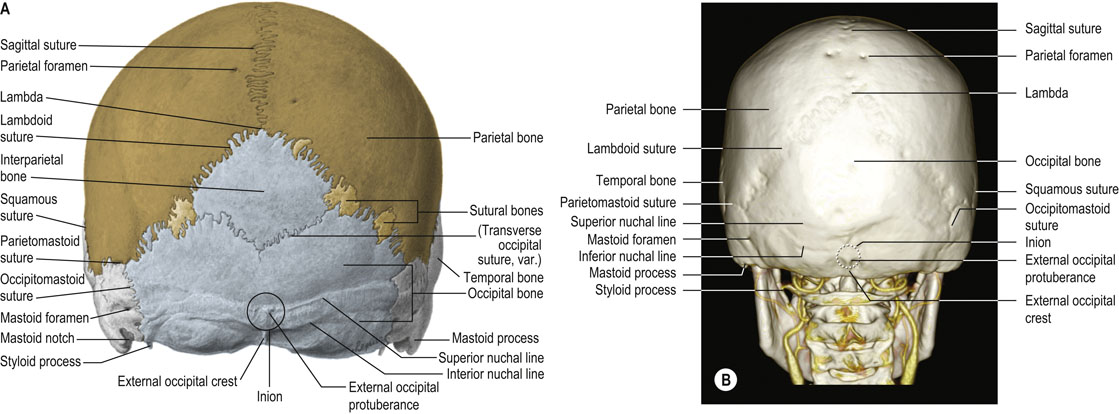 A
Sagittal suture
Parietal foramen
Lambda
Lambdoid
suture
Interparietal
bone
Squamous
suture
Parietomastoid
suture
Occipitomastoid
suture
Mastoid foramen
Mastoid notch
Styloid process
External occipital crest
Inion
External occipital
protuberance
Parietal bone
Sutural bones
(Transverse
occipital
suture, var.)
Temporal bone
Occipital bone
Mastoid process
Superior nuchal line
Interior nuchal line
Parietal bone
Lambdoid suture
Temporal bone
Parietomastoid suture
Superior nuchal line
Mastoid foramen
Inferior nuchal line
Mastoid process
Styloid process
B
Sagittal suture
Parietal foramen
Lambda
Occipital bone
Squamous suture
Occipitomastoid
suture
Inion
External occipital
protuberance
External occipital
crest